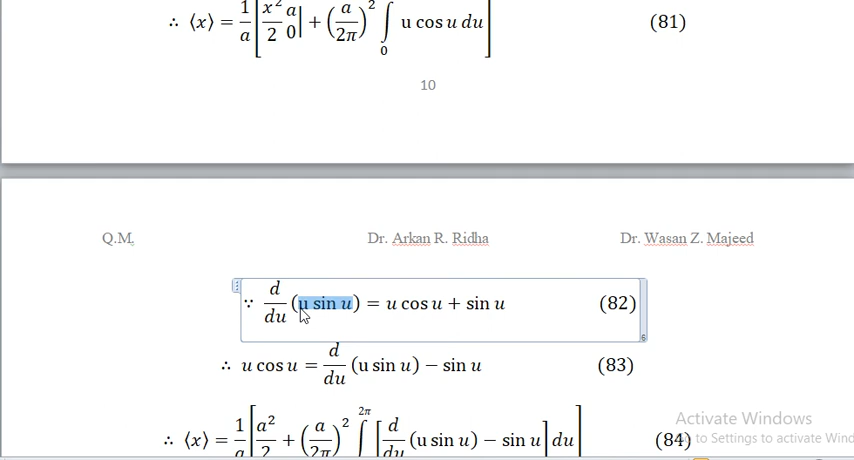 ∴ ⟨x⟩ = 1/a [ x²/2 |ₐ⁰ + (a/2π)² ∫₀ u cos u du ] (81)
10
Q.M. Dr. Arkan R. Ridha Dr. Wasan Z. Majeed
∵ d/du (u sin u) = u cos u + sin u (82)
∴ u cos u = d/du (u sin u) − sin u (83)
Activate Windows
∴ ⟨x⟩ = 1/a [ a²/2 + (a/2π)² ∫^2π [ d/du (u sin u) − sin u ] du ] (84)
to Settings to activate Wind